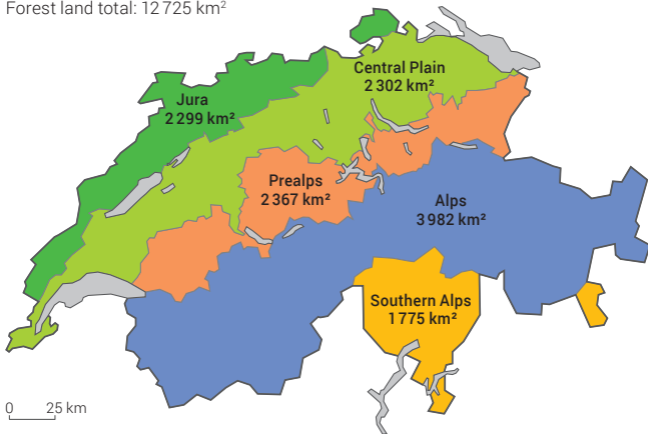 Forest land total: 12 725 km²
Central Plain
2 302 km²
Jura
2 299 km²
Prealps
2 367 km²
Alps
3 982 km²
Southern Alps
1 775 km²
0 25 km